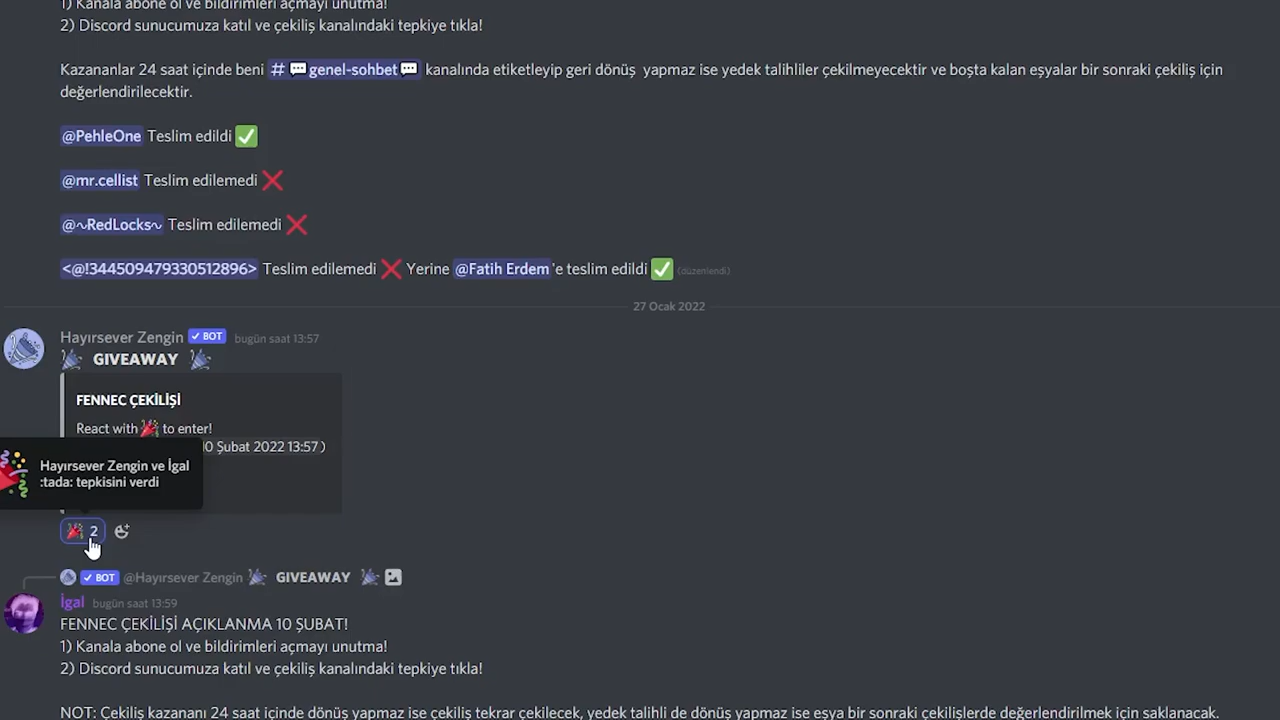 1) Kanala abone ol ve bildirimleri açmayı unutma!
2) Discord sunucumuza katıl ve çekiliş kanalındaki tepkiye tıkla!
Kazananlar 24 saat içinde beni # 💬genel-sohbet💬 kanalında etiketleyip geri dönüş yapmaz ise yedek talihliler çekilmeyecektir ve boşta kalan eşyalar bir sonraki çekiliş için
değerlendirilecektir.
@PehleOne Teslim edildi ✅
@mr.cellist Teslim edilemedi ❌
@~RedLocks~ Teslim edilemedi ❌
<@!344509479330512896> Teslim edilemedi ❌ Yerine @Fatih Erdem'e teslim edildi ✅ (düzenlendi)
27 Ocak 2022
Hayırsever Zengin ✓ BOT bugün saat 13:57
🎉 GIVEAWAY 🎉
FENNEC ÇEKİLİŞİ
React with 🎉 to enter!
0 Şubat 2022 13:57 )
Hayırsever Zengin ve İgal
:tada: tepkisini verdi
🎉 2
✓ BOT @Hayırsever Zengin 🎉 GIVEAWAY 🎉
İgal bugün saat 13:59
FENNEC ÇEKİLİŞİ AÇIKLANMA 10 ŞUBAT!
1) Kanala abone ol ve bildirimleri açmayı unutma!
2) Discord sunucumuza katıl ve çekiliş kanalındaki tepkiye tıkla!
NOT: Çekiliş kazananı 24 saat içinde dönüş yapmaz ise çekiliş tekrar çekilecek, yedek talihli de dönüş yapmaz ise eşya bir sonraki çekilişlerde değerlendirilmek için saklanacak.